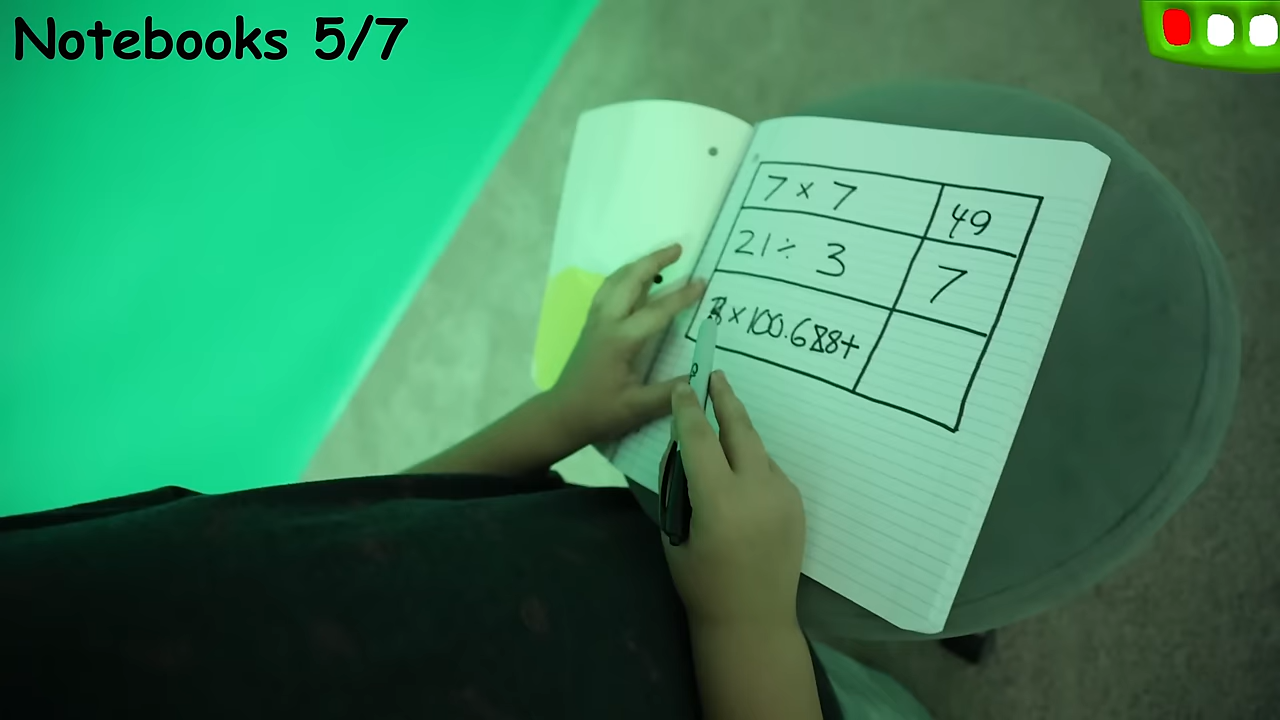 Notebooks 5/7
7 × 7 49
21 ÷ 3 7
×100.688+